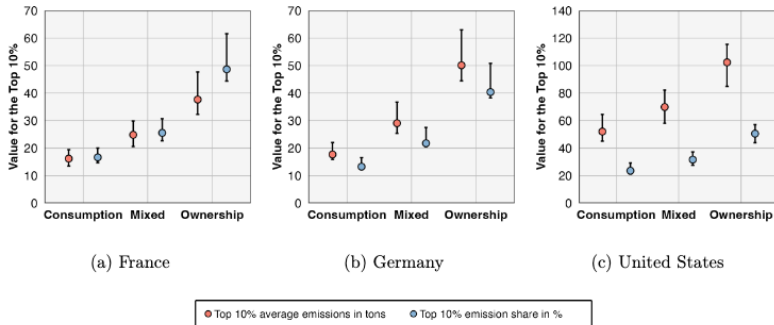 70
60
50
40
30
20
10
0
Value for the Top 10%
Consumption Mixed Ownership
(a) France
70
60
50
40
30
20
10
0
Value for the Top 10%
Consumption Mixed Ownership
(b) Germany
140
120
100
80
60
40
20
0
Value for the Top 10%
Consumption Mixed Ownership
(c) United States
Top 10% average emissions in tons Top 10% emission share in %